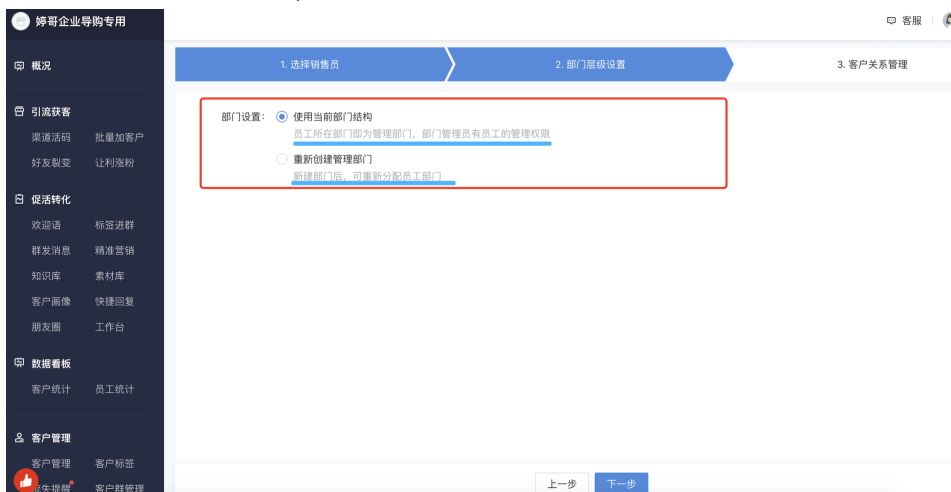 婷哥企业导购专用
客服
概况
1. 选择销售员
2. 部门层级设置
3. 客户关系管理
引流获客
渠道活码 批量加客户
好友裂变 让利涨粉
促活转化
欢迎语 标签进群
群发消息 精准营销
知识库 素材库
客户画像 快捷回复
朋友圈 工作台
数据看板
客户统计 员工统计
客户管理
客户管理 客户标签
流失提醒 客户群管理
部门设置: 使用当前部门结构
员工所在部门即为管理部门，部门管理员有员工的管理权限
重新创建管理部门
新建部门后，可重新分配员工部门
上一步 下一步